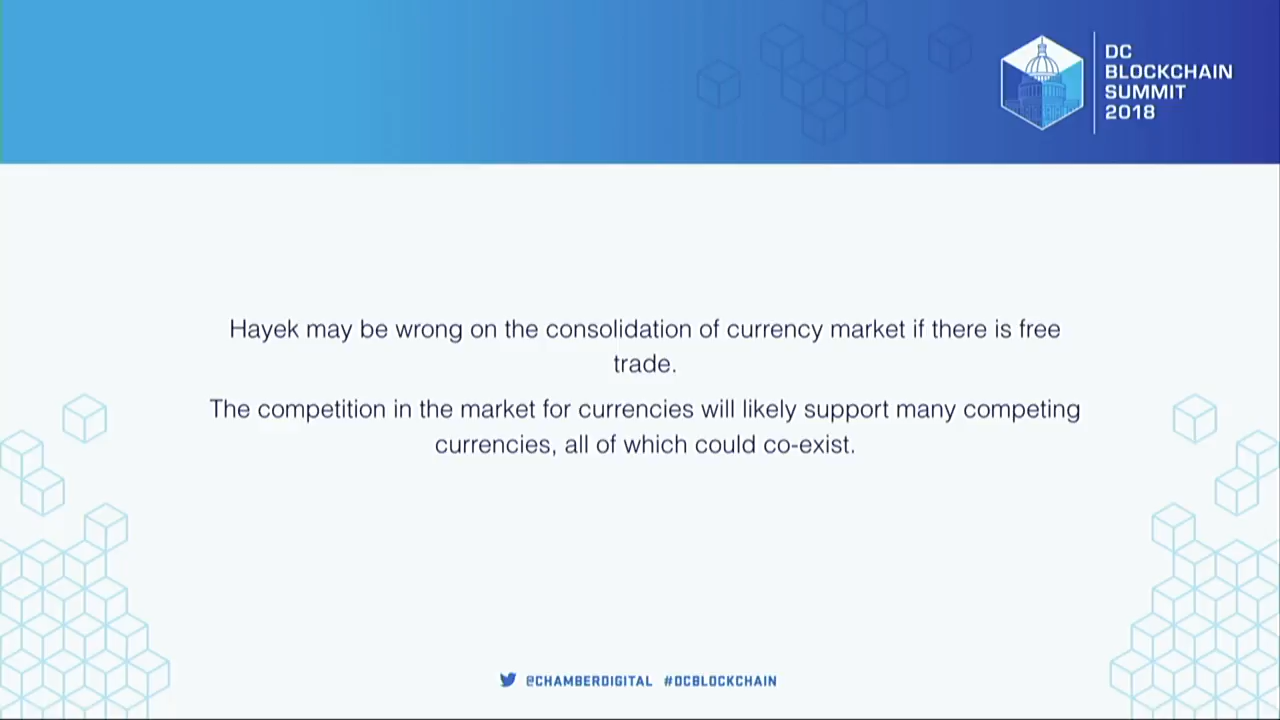 DC
BLOCKCHAIN
SUMMIT
2018
Hayek may be wrong on the consolidation of currency market if there is free
trade.
The competition in the market for currencies will likely support many competing
currencies, all of which could co-exist.
@CHAMBERDIGITAL #DCBLOCKCHAIN